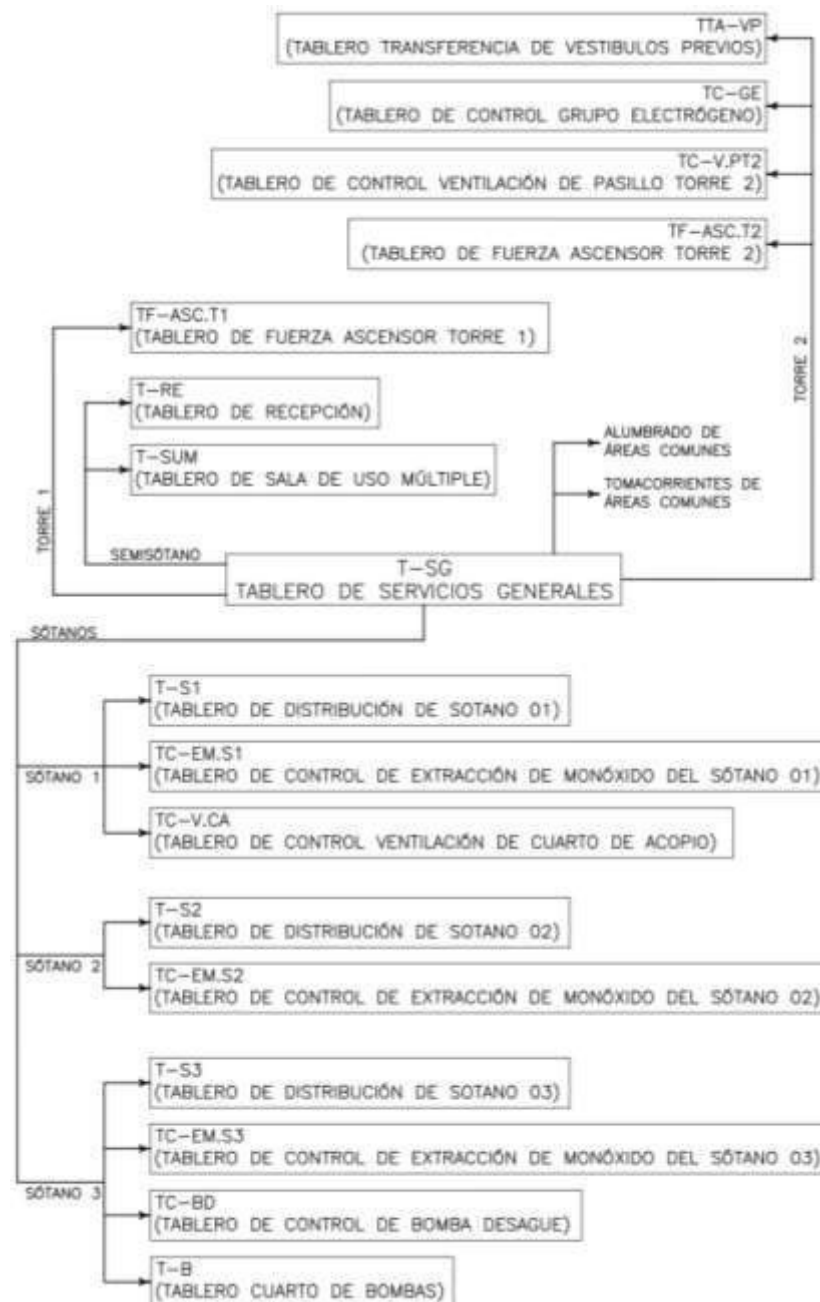 TTA-VP
(TABLERO TRANSFERENCIA DE VESTIBULOS PREVIOS)
TC-GE
(TABLERO DE CONTROL GRUPO ELECTRÓGENO)
TC-V.PT2
(TABLERO DE CONTROL VENTILACIÓN DE PASILLO TORRE 2)
TF-ASC.T2
(TABLERO DE FUERZA ASCENSOR TORRE 2)
TORRE 2
TF-ASC.T1
(TABLERO DE FUERZA ASCENSOR TORRE 1)
T-RE
(TABLERO DE RECEPCIÓN)
T-SUM
(TABLERO DE SALA DE USO MÚLTIPLE)
TORRE 1
ALUMBRADO DE
ÁREAS COMUNES
TOMACORRIENTES DE
ÁREAS COMUNES
SEMISÓTANO
T-SG
TABLERO DE SERVICIOS GENERALES
SÓTANOS
T-S1
(TABLERO DE DISTRIBUCIÓN DE SOTANO 01)
SÓTANO 1
TC-EM.S1
(TABLERO DE CONTROL DE EXTRACCIÓN DE MONÓXIDO DEL SÓTANO 01)
TC-V.CA
(TABLERO DE CONTROL VENTILACIÓN DE CUARTO DE ACOPIO)
T-S2
(TABLERO DE DISTRIBUCIÓN DE SOTANO 02)
SÓTANO 2
TC-EM.S2
(TABLERO DE CONTROL DE EXTRACCIÓN DE MONÓXIDO DEL SÓTANO 02)
T-S3
(TABLERO DE DISTRIBUCIÓN DE SOTANO 03)
TC-EM.S3
(TABLERO DE CONTROL DE EXTRACCIÓN DE MONÓXIDO DEL SÓTANO 03)
SÓTANO 3
TC-BD
(TABLERO DE CONTROL DE BOMBA DESAGUE)
T-B
(TABLERO CUARTO DE BOMBAS)